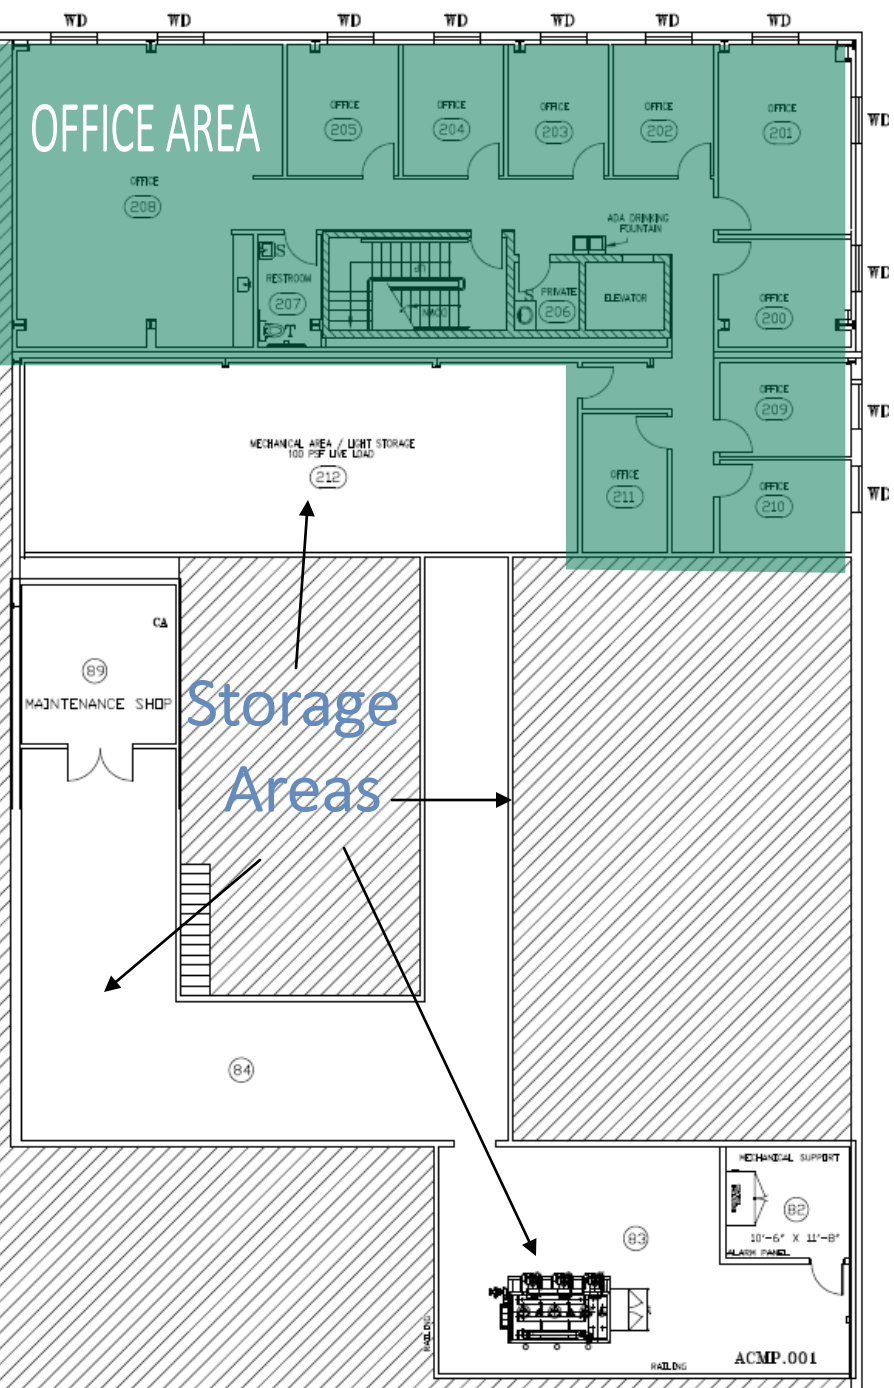 WD WD WD WD WD WD WD
OFFICE AREA
OFFICE
205
OFFICE
204
OFFICE
203
OFFICE
202
OFFICE
201
WD
OFFICE
208
ADA DRINKING
FOUNTAIN
S
RESTROOM
207
T
UP
DOWN
S
PRIVATE
206
ELEVATOR
WD
OFFICE
200
OFFICE
209
WD
MECHANICAL AREA / LIGHT STORAGE
100 PSF LIVE LOAD
212
OFFICE
211
OFFICE
210
WD
CA
89
MAINTENANCE SHOP
Storage
Areas
84
MECHANICAL SUPPORT
82
10'-6" X 11'-8"
ALARM PANEL
83
RAILING
RAILING
ACMP.001